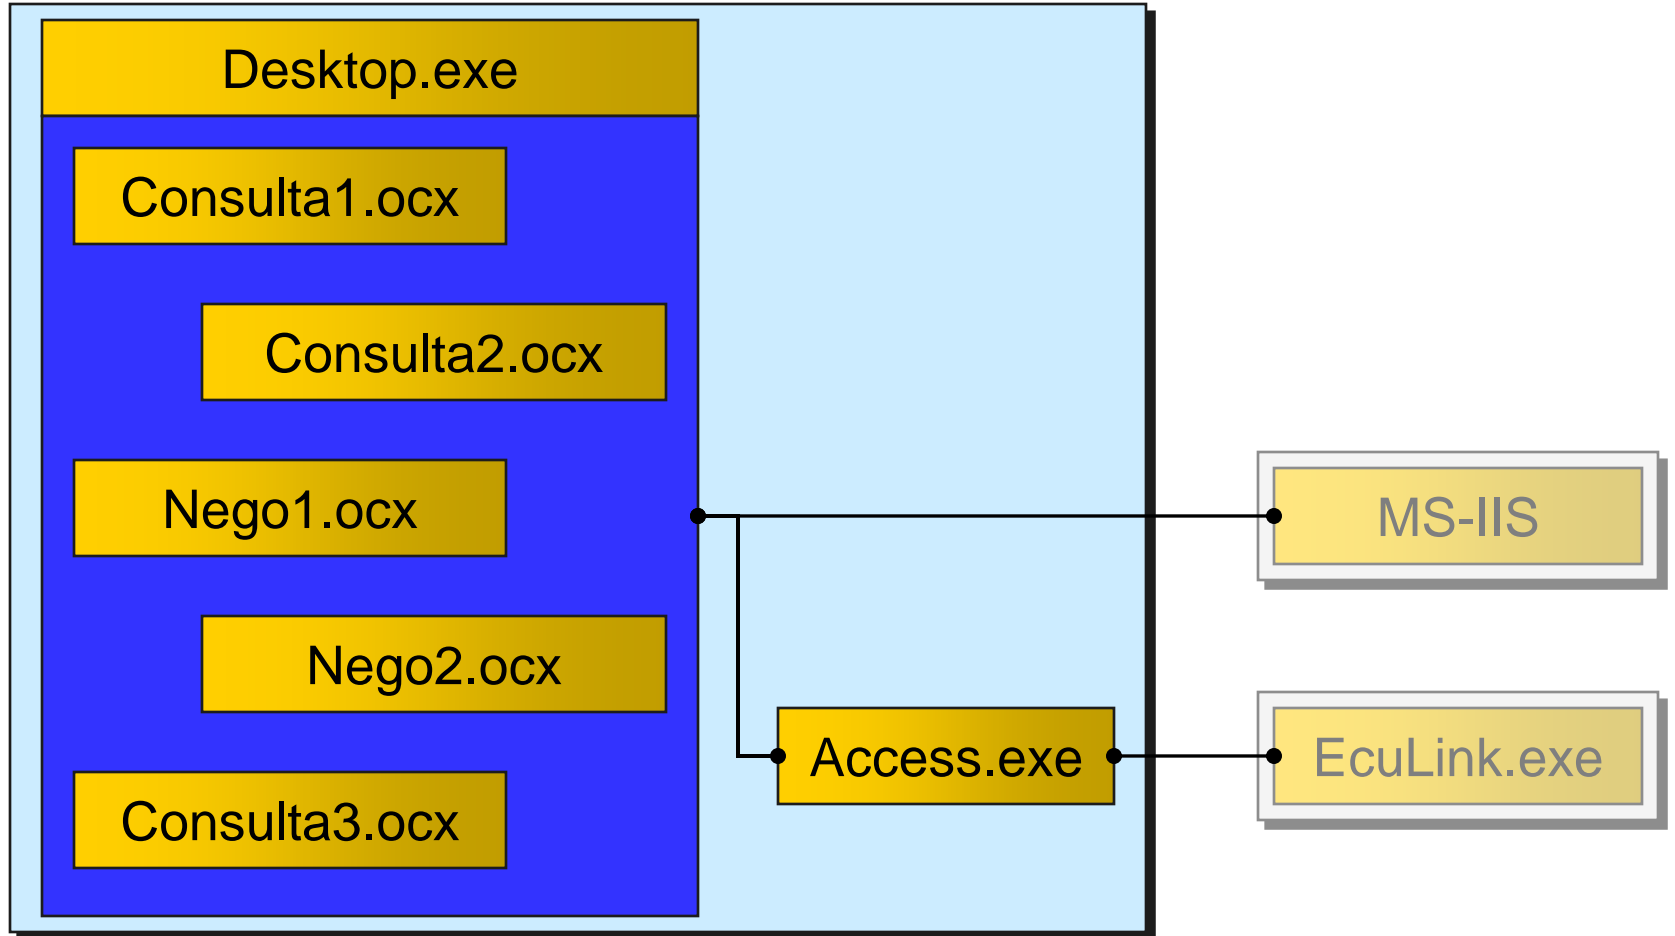 Desktop.exe
Consulta1.ocx
Consulta2.ocx
Nego1.ocx
MS-IIS
Nego2.ocx
Access.exe
EcuLink.exe
Consulta3.ocx